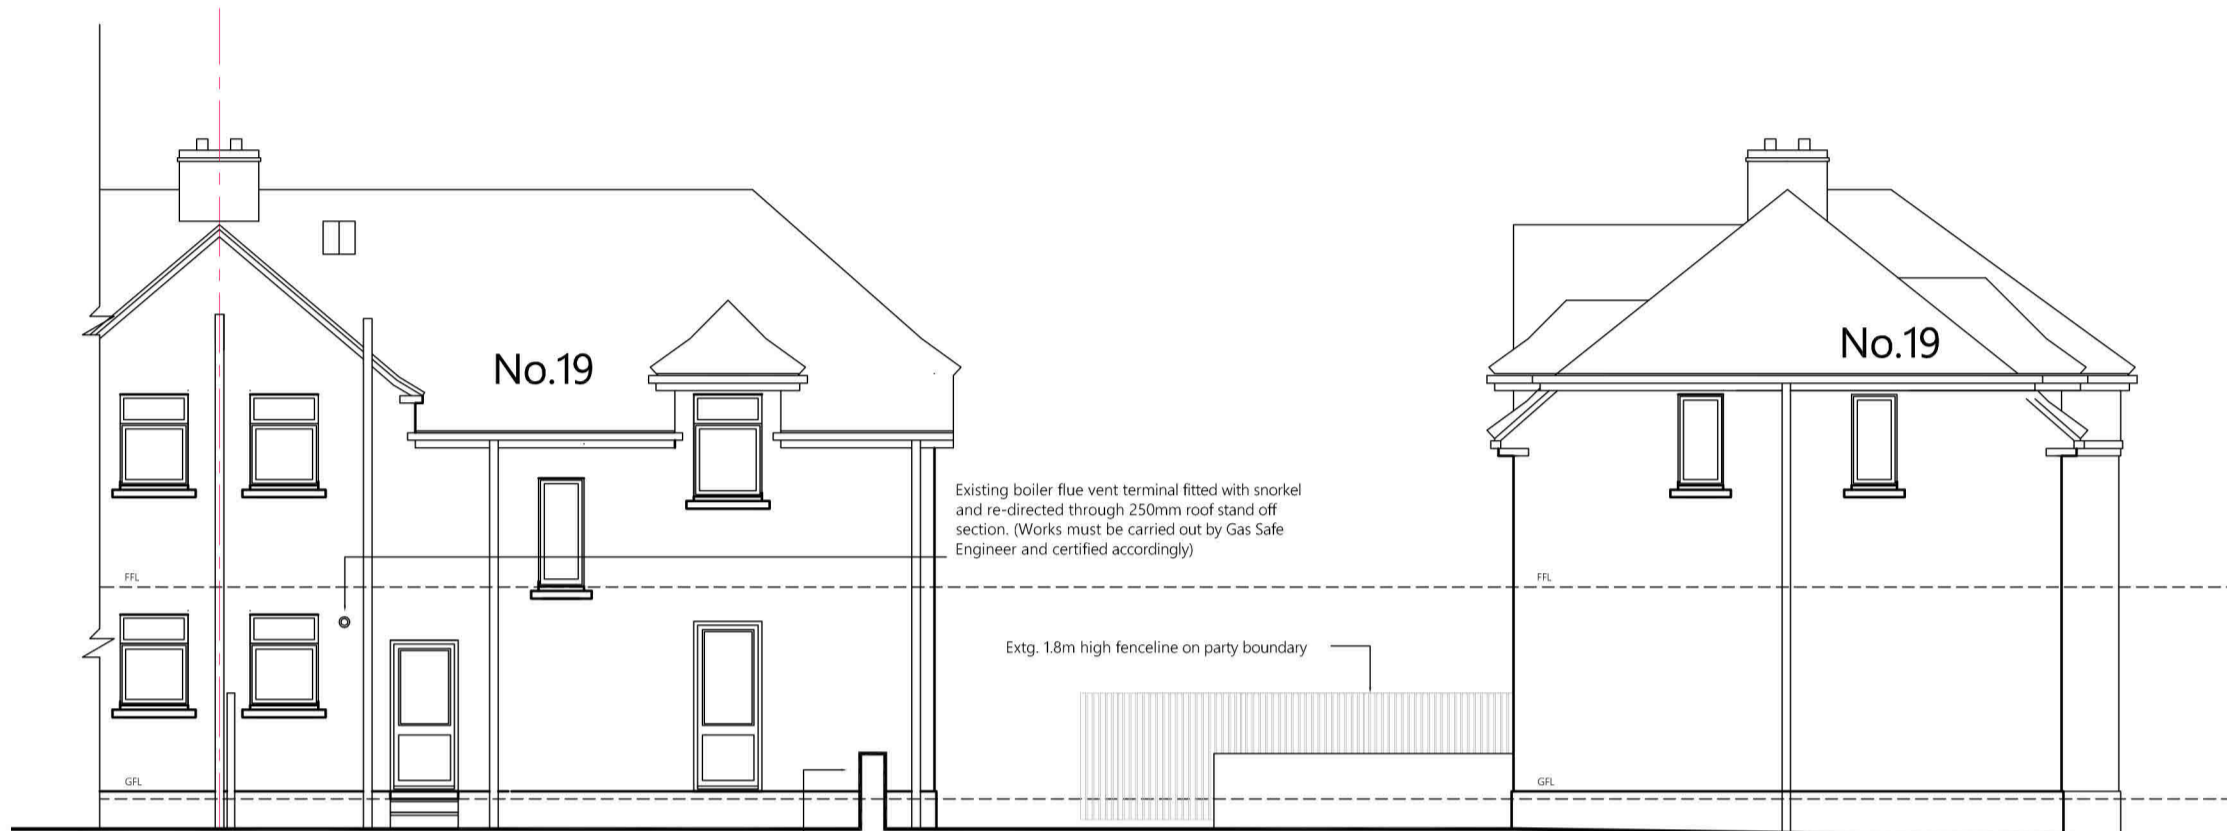 No.19
No.19
Existing boiler flue vent terminal fitted with snorkel
and re-directed through 250mm roof stand off
section. (Works must be carried out by Gas Safe
Engineer and certified accordingly)
FFL
FFL
Extg. 1.8m high fenceline on party boundary
GFL
GFL